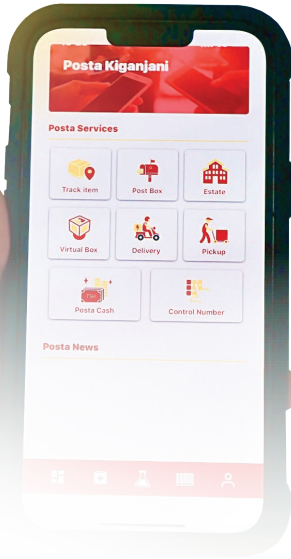 Posta Kiganjani
Posta Services
Track item
Post Box
Estate
Virtual Box
Delivery
Pickup
Posta Cash
Control Number
Posta News